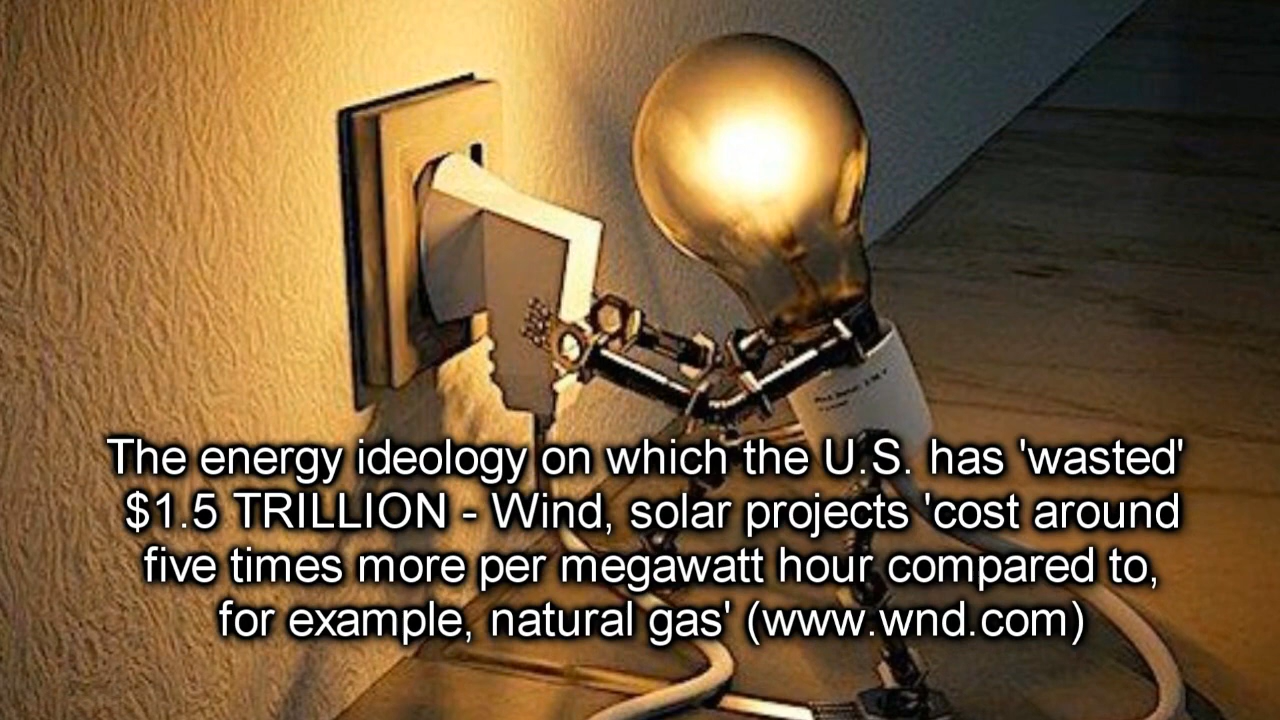 The energy ideology on which the U.S. has 'wasted'
$1.5 TRILLION - Wind, solar projects 'cost around
five times more per megawatt hour compared to,
for example, natural gas' (www.wnd.com)